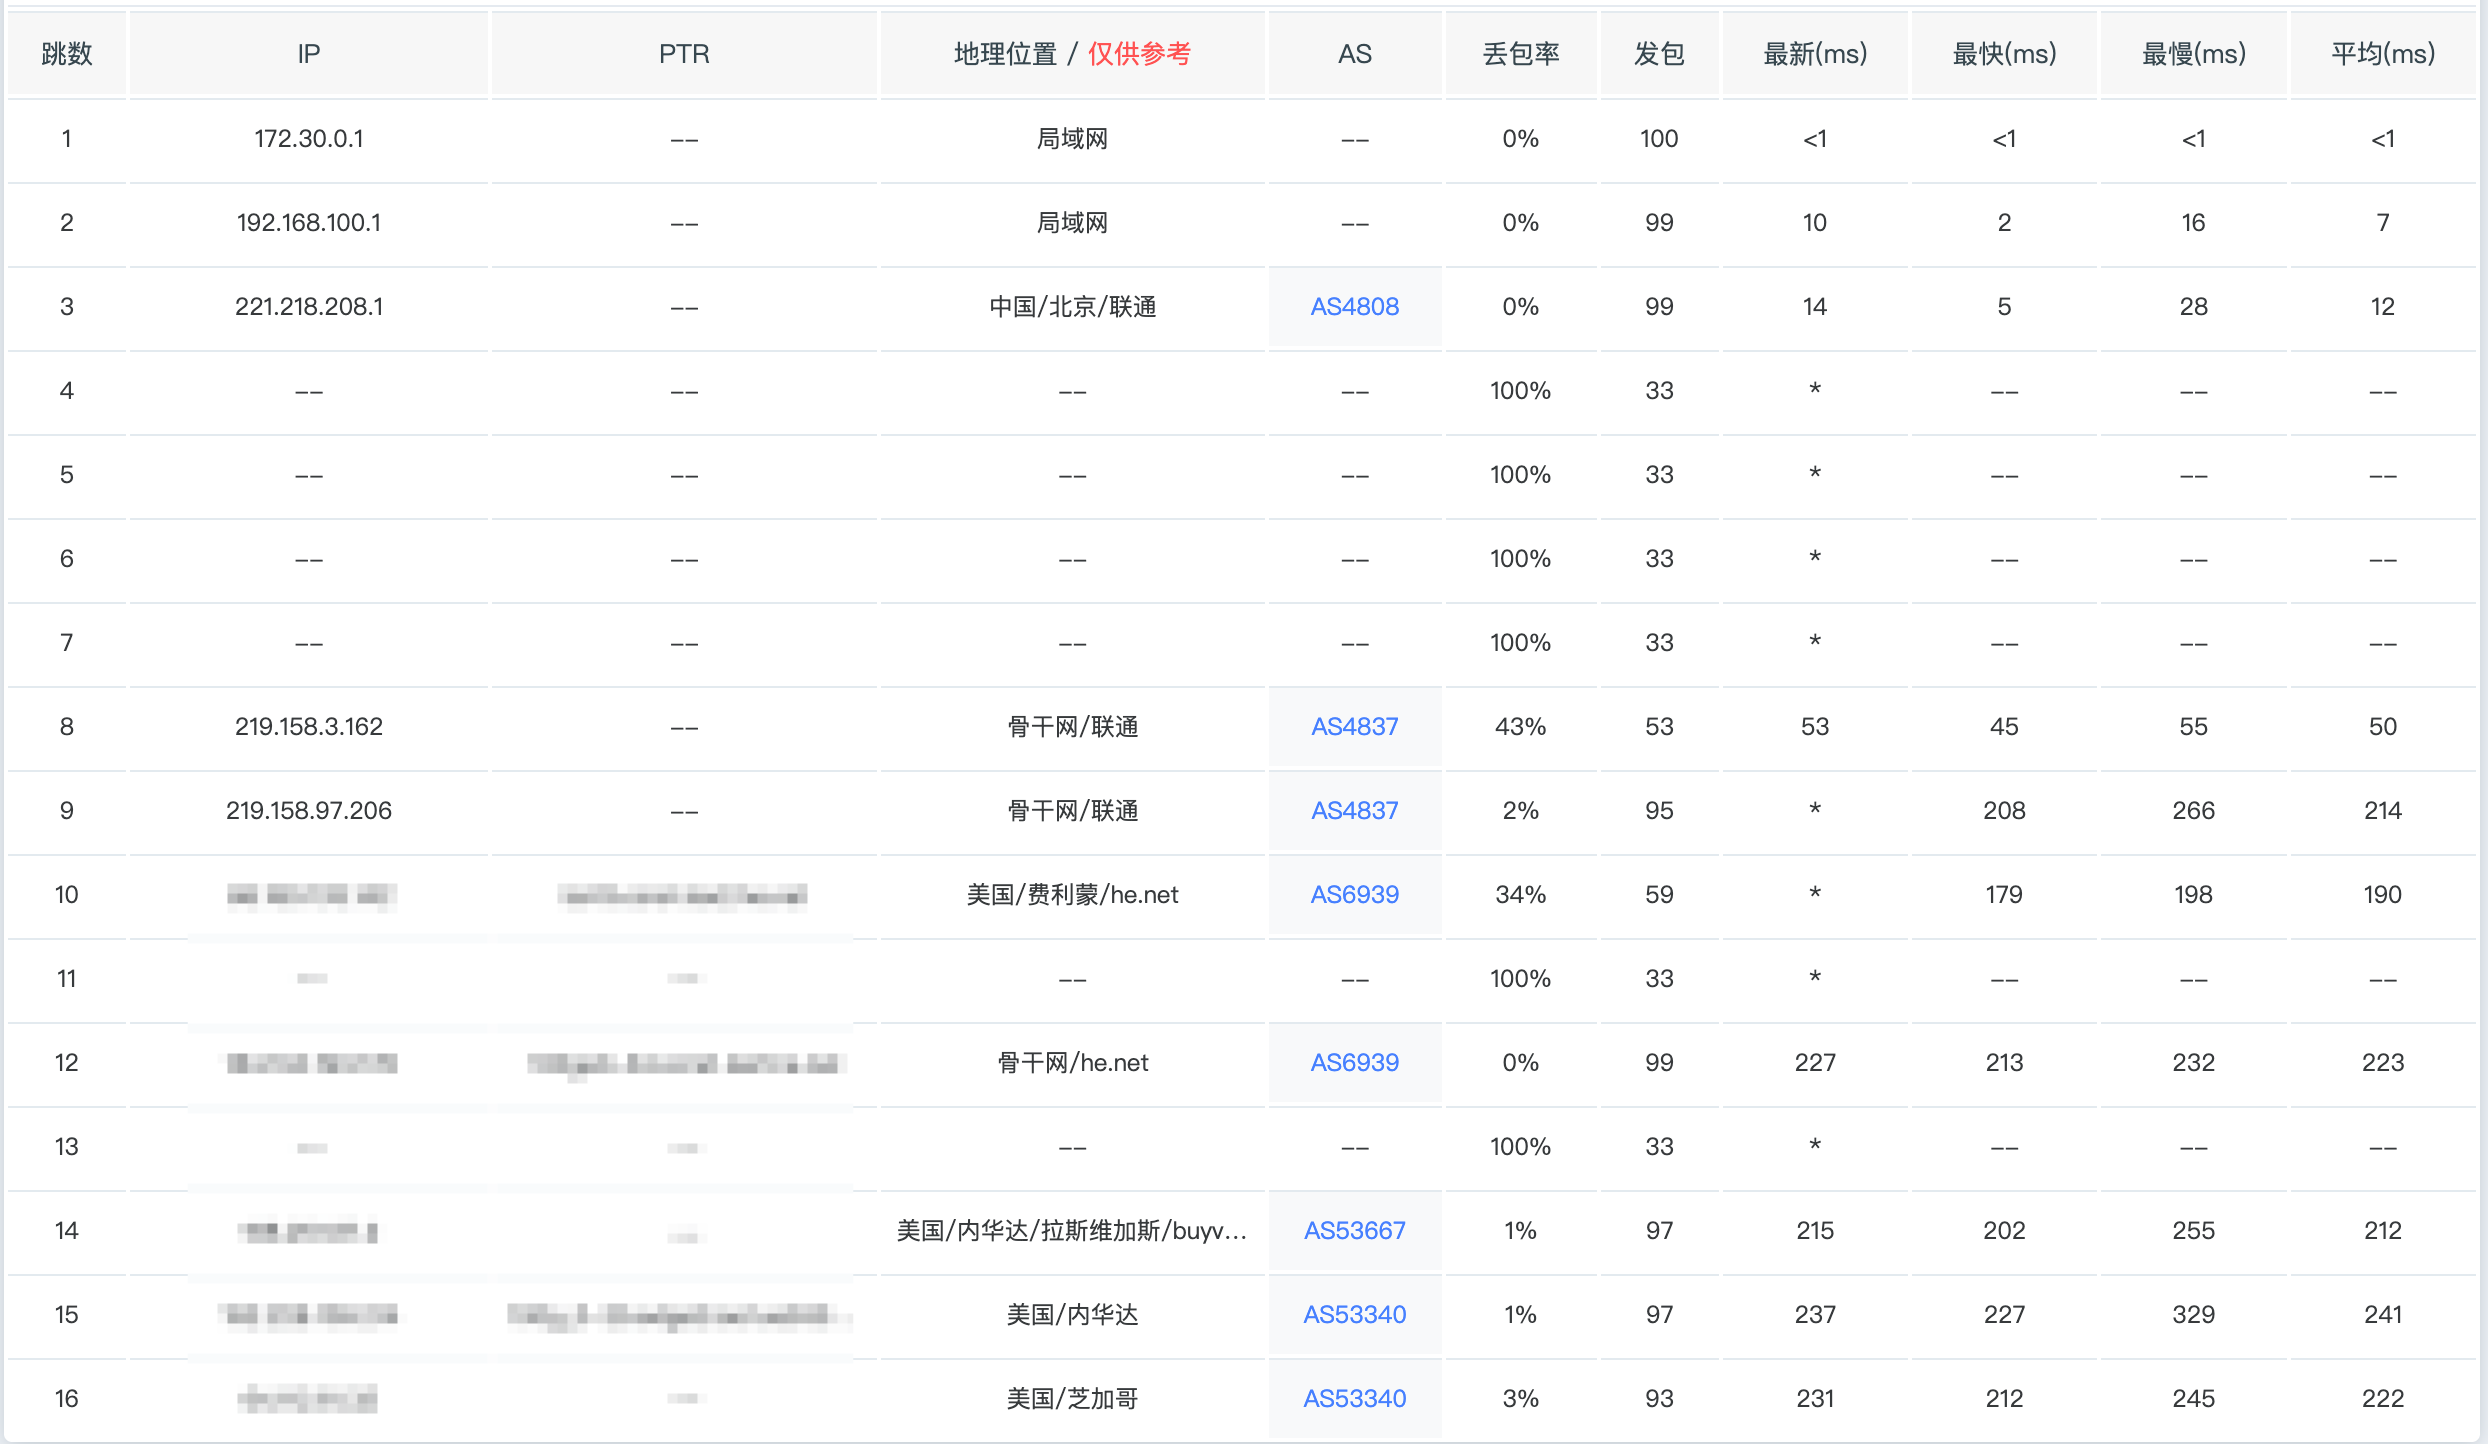 跳数 IP PTR 地理位置 / 仅供参考 AS 丢包率 发包 最新(ms) 最快(ms) 最慢(ms) 平均(ms)
1 172.30.0.1 –– 局域网 –– 0% 100 <1 <1 <1 <1
2 192.168.100.1 –– 局域网 –– 0% 99 10 2 16 7
3 221.218.208.1 –– 中国/北京/联通 AS4808 0% 99 14 5 28 12
4 –– –– –– –– 100% 33 * –– –– ––
5 –– –– –– –– 100% 33 * –– –– ––
6 –– –– –– –– 100% 33 * –– –– ––
7 –– –– –– –– 100% 33 * –– –– ––
8 219.158.3.162 –– 骨干网/联通 AS4837 43% 53 53 45 55 50
9 219.158.97.206 –– 骨干网/联通 AS4837 2% 95 * 208 266 214
10 美国/费利蒙/he.net AS6939 34% 59 * 179 198 190
11 –– –– 100% 33 * –– –– ––
12 骨干网/he.net AS6939 0% 99 227 213 232 223
13 –– –– 100% 33 * –– –– ––
14 美国/内华达/拉斯维加斯/buyv... AS53667 1% 97 215 202 255 212
15 美国/内华达 AS53340 1% 97 237 227 329 241
16 美国/芝加哥 AS53340 3% 93 231 212 245 222